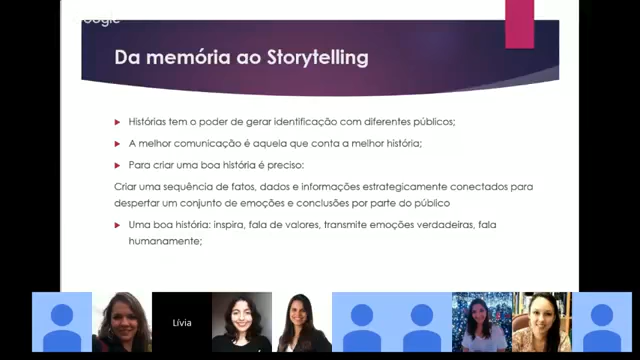 Google
Da memória ao Storytelling
Histórias tem o poder de gerar identificação com diferentes públicos;
A melhor comunicação é aquela que conta a melhor história;
Para criar uma boa história é preciso:
Criar uma sequência de fatos, dados e informações estrategicamente conectados para
despertar um conjunto de emoções e conclusões por parte do público
Uma boa história: inspira, fala de valores, transmite emoções verdadeiras, fala
humanamente;
Lívia